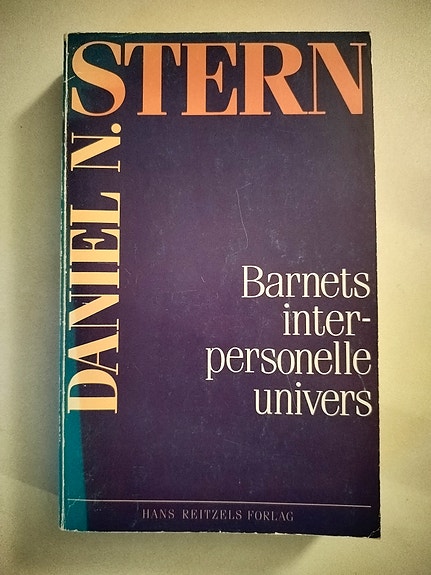 DANIEL N.
STERN
Barnets
inter-
personelle
univers
HANS REITZELS FORLAG